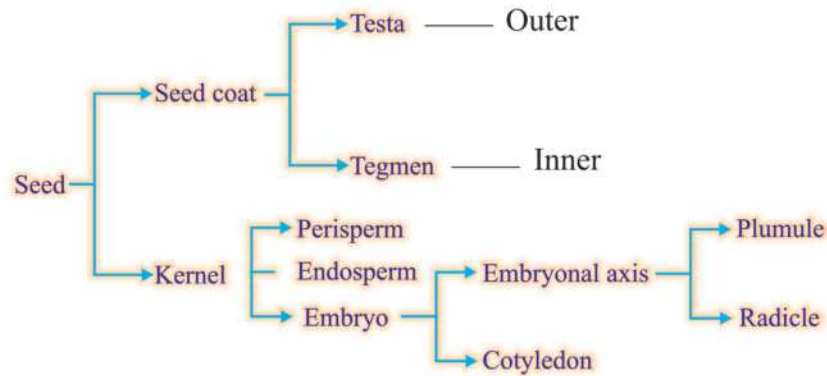 Testa Outer
Seed coat
Tegmen Inner
Seed
Perisperm Plumule
Kernel Endosperm Embryonal axis
Embryo Radicle
Cotyledon